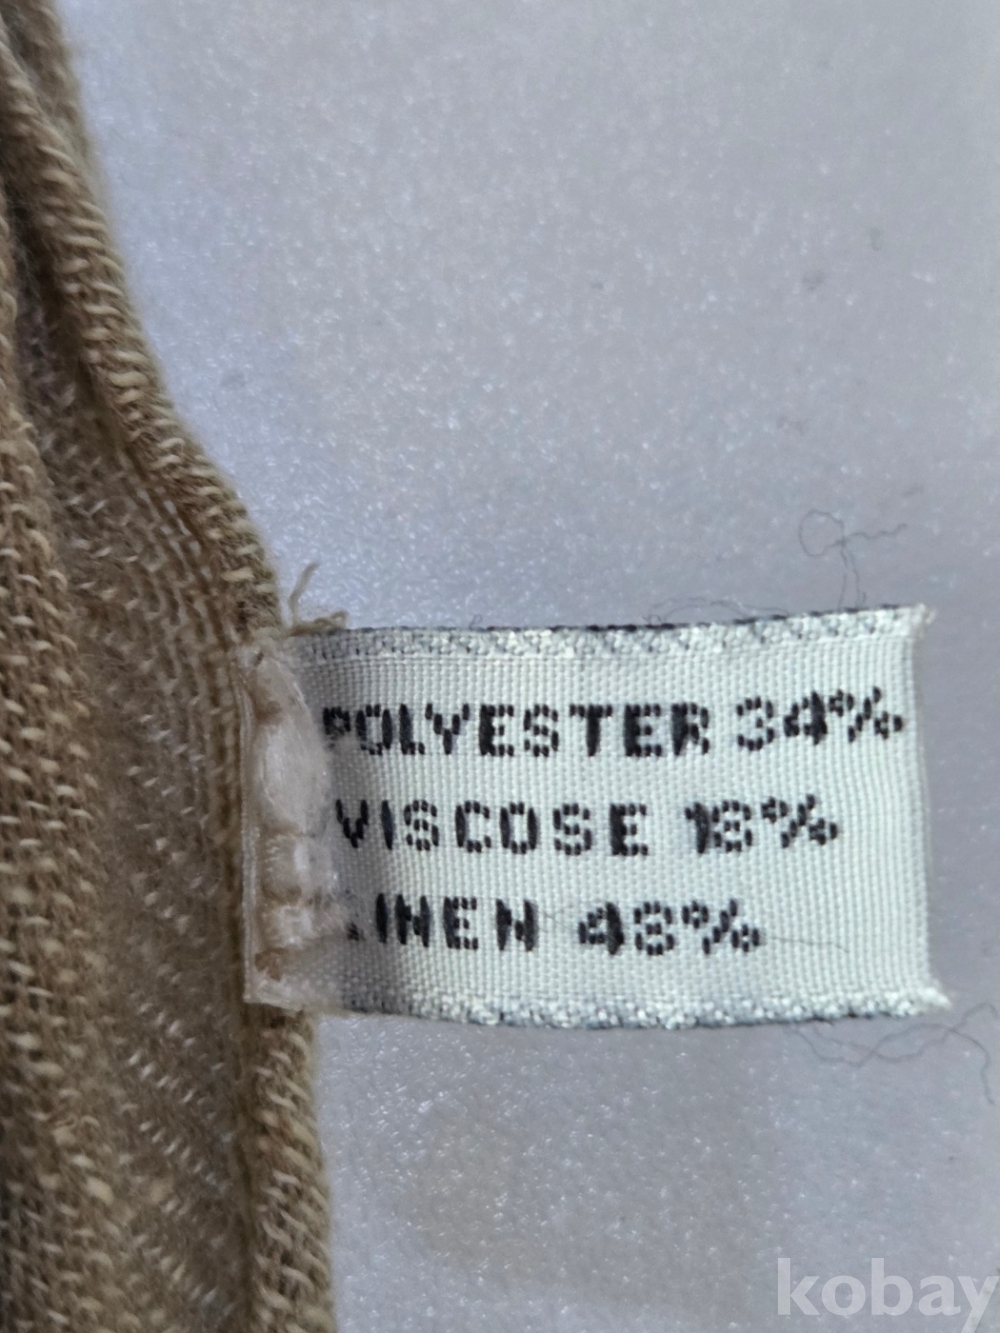 POLYESTER 34%
VISCOSE 18%
LINEN 48%
kobay